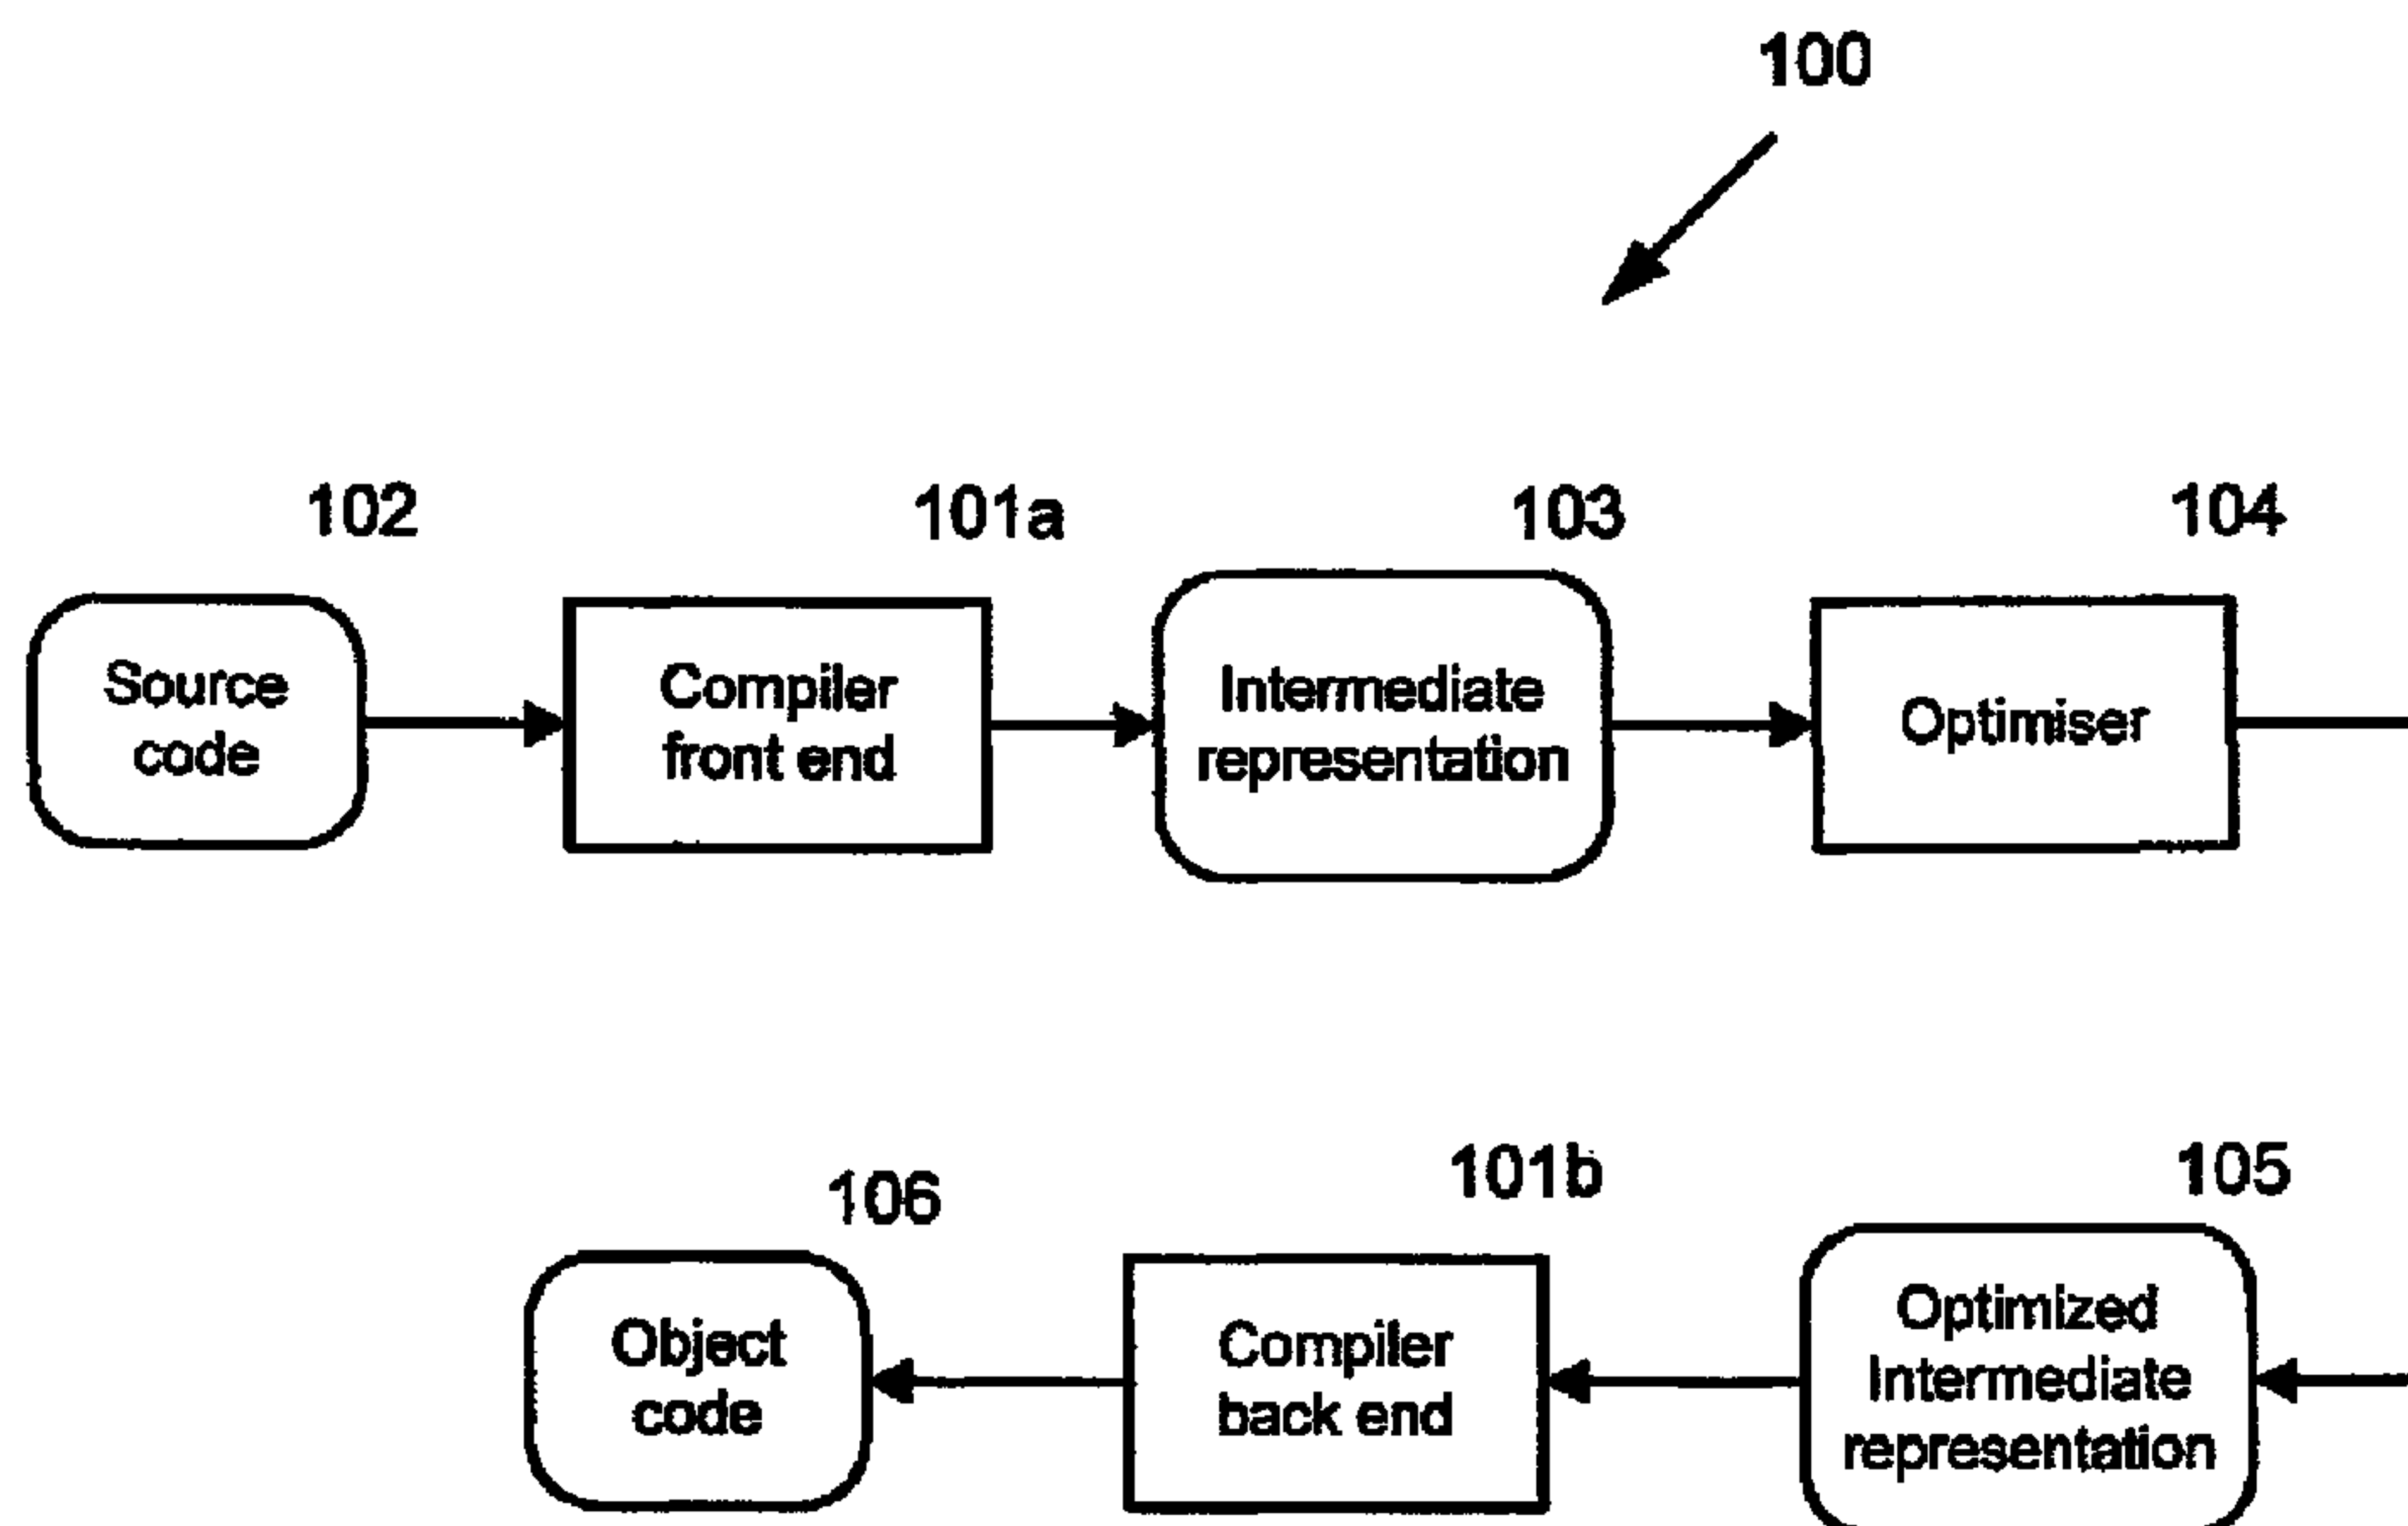 100
102
101a
103
104
Source
code
Compiler
front end
Intermediate
representation
Optimiser
106
101b
105
Object
code
Compiler
back end
Optimized
Intermediate
representation